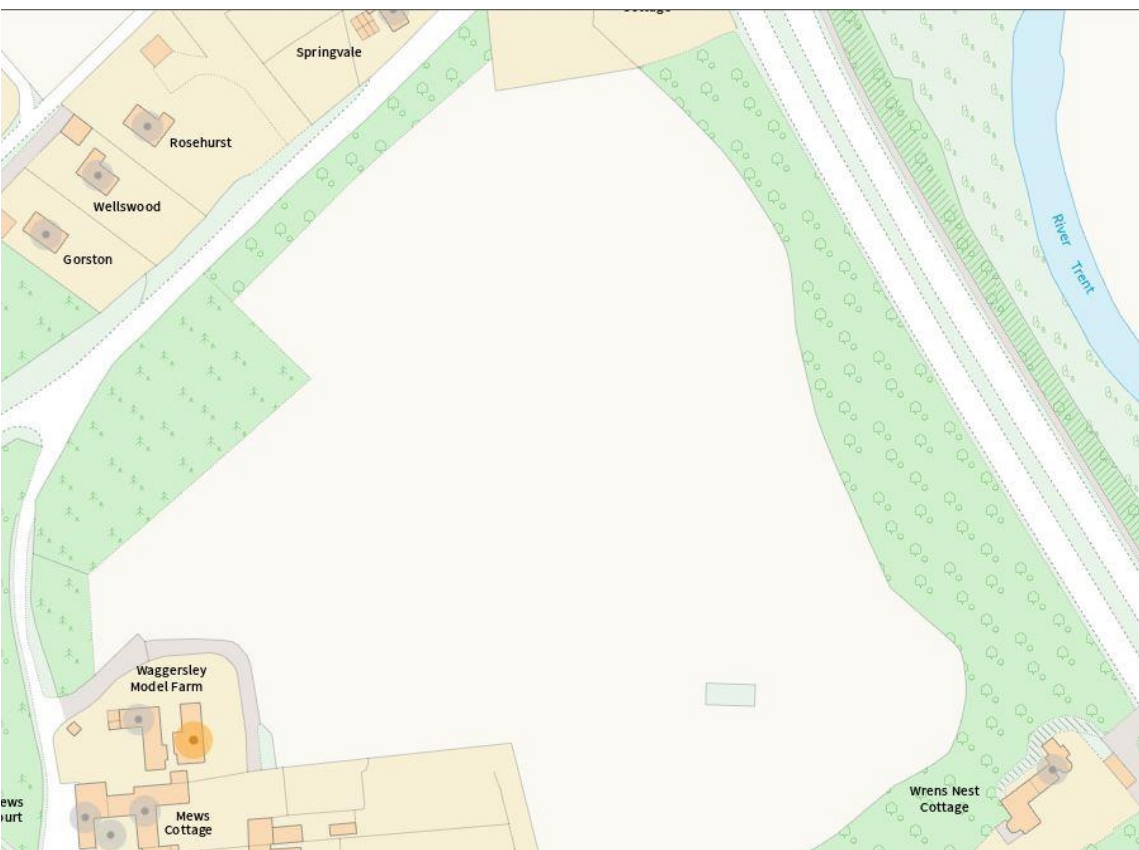 Springvale
Rosehurst
Wellswood
Gorston
River Trent
Waggersley
Model Farm
Wrens Nest
Cottage
Mews
Cottage